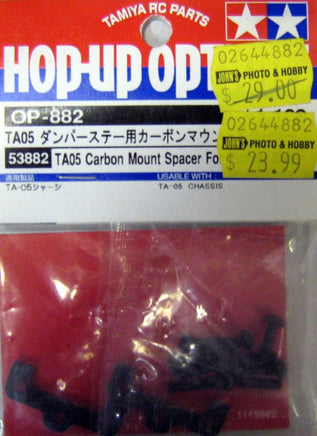 TAMIYA RC PARTS
TAMIYA
HOP-UP OPT
02644882
JOHN'S PHOTO & HOBBY
$ 29.00
OP-882
02644882
JOHN'S PHOTO & HOBBY
$ 23.99
TA05 ダンパーステー用カーボンマウン
53882 TA05 Carbon Mount Spacer Fo
適用製品
USABLE WITH :
TA-05シャーシ
TA-05 CHASSIS